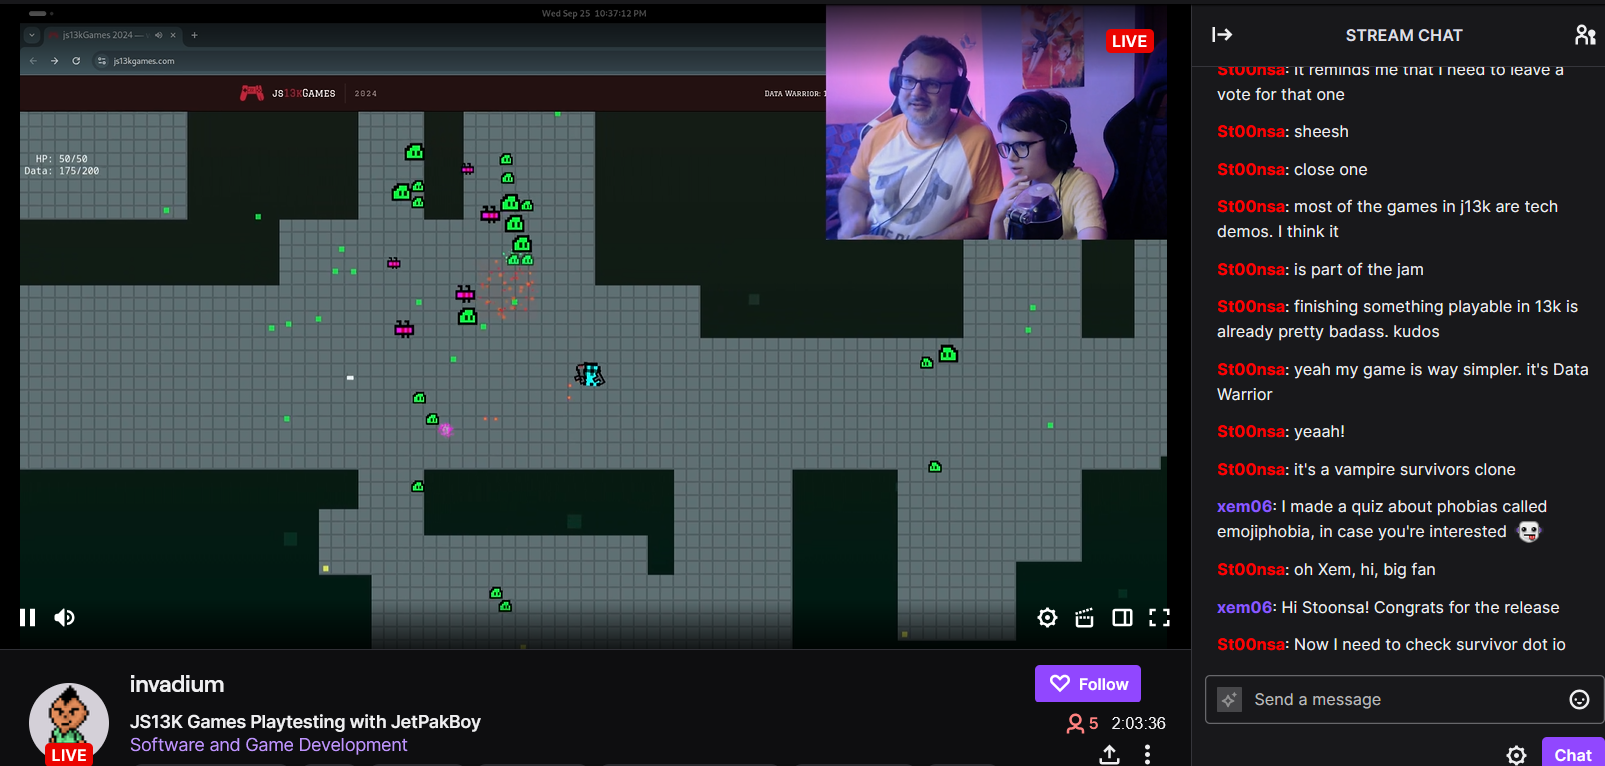 Wed Sep 25 10:37:12 PM
js13kGames 2024 —
js13kgames.com
JS13KGAMES 2024
DATA WARRIOR: 1
LIVE
HP: 50/50
Data: 175/200
invadium
JS13K Games Playtesting with JetPakBoy
Software and Game Development
LIVE
Follow
5 2:03:36
STREAM CHAT
St00nsa: It reminds me that I need to leave a
vote for that one
St00nsa: sheesh
St00nsa: close one
St00nsa: most of the games in j13k are tech
demos. I think it
St00nsa: is part of the jam
St00nsa: finishing something playable in 13k is
already pretty badass. kudos
St00nsa: yeah my game is way simpler. it's Data
Warrior
St00nsa: yeaah!
St00nsa: it's a vampire survivors clone
xem06: I made a quiz about phobias called
emojiphobia, in case you're interested
St00nsa: oh Xem, hi, big fan
xem06: Hi Stoonsa! Congrats for the release
St00nsa: Now I need to check survivor dot io
Send a message
Chat